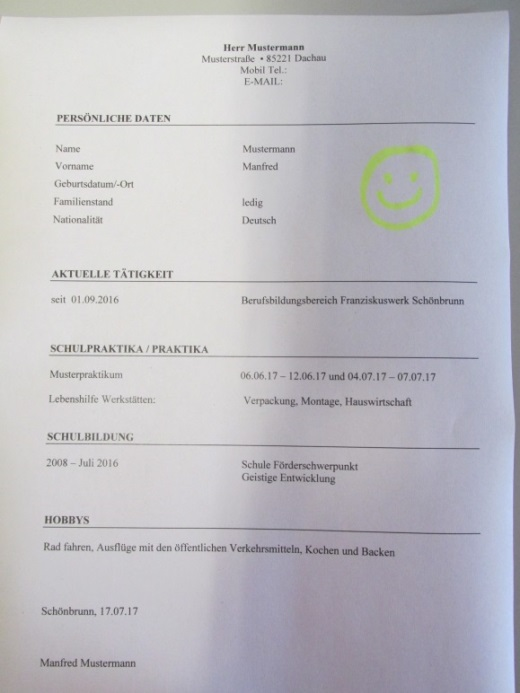 Herr Mustermann
Musterstraße • 85221 Dachau
Mobil Tel.:
E-MAIL:
PERSÖNLICHE DATEN
Name Mustermann
Vorname Manfred
Geburtsdatum/-Ort
Familienstand ledig
Nationalität Deutsch
AKTUELLE TÄTIGKEIT
seit 01.09.2016 Berufsbildungsbereich Franziskuswerk Schönbrunn
SCHULPRAKTIKA / PRAKTIKA
Musterpraktikum 06.06.17 – 12.06.17 und 04.07.17 – 07.07.17
Lebenshilfe Werkstätten: Verpackung, Montage, Hauswirtschaft
SCHULBILDUNG
2008 – Juli 2016 Schule Förderschwerpunkt
Geistige Entwicklung
HOBBYS
Rad fahren, Ausflüge mit den öffentlichen Verkehrsmitteln, Kochen und Backen
Schönbrunn, 17.07.17
Manfred Mustermann